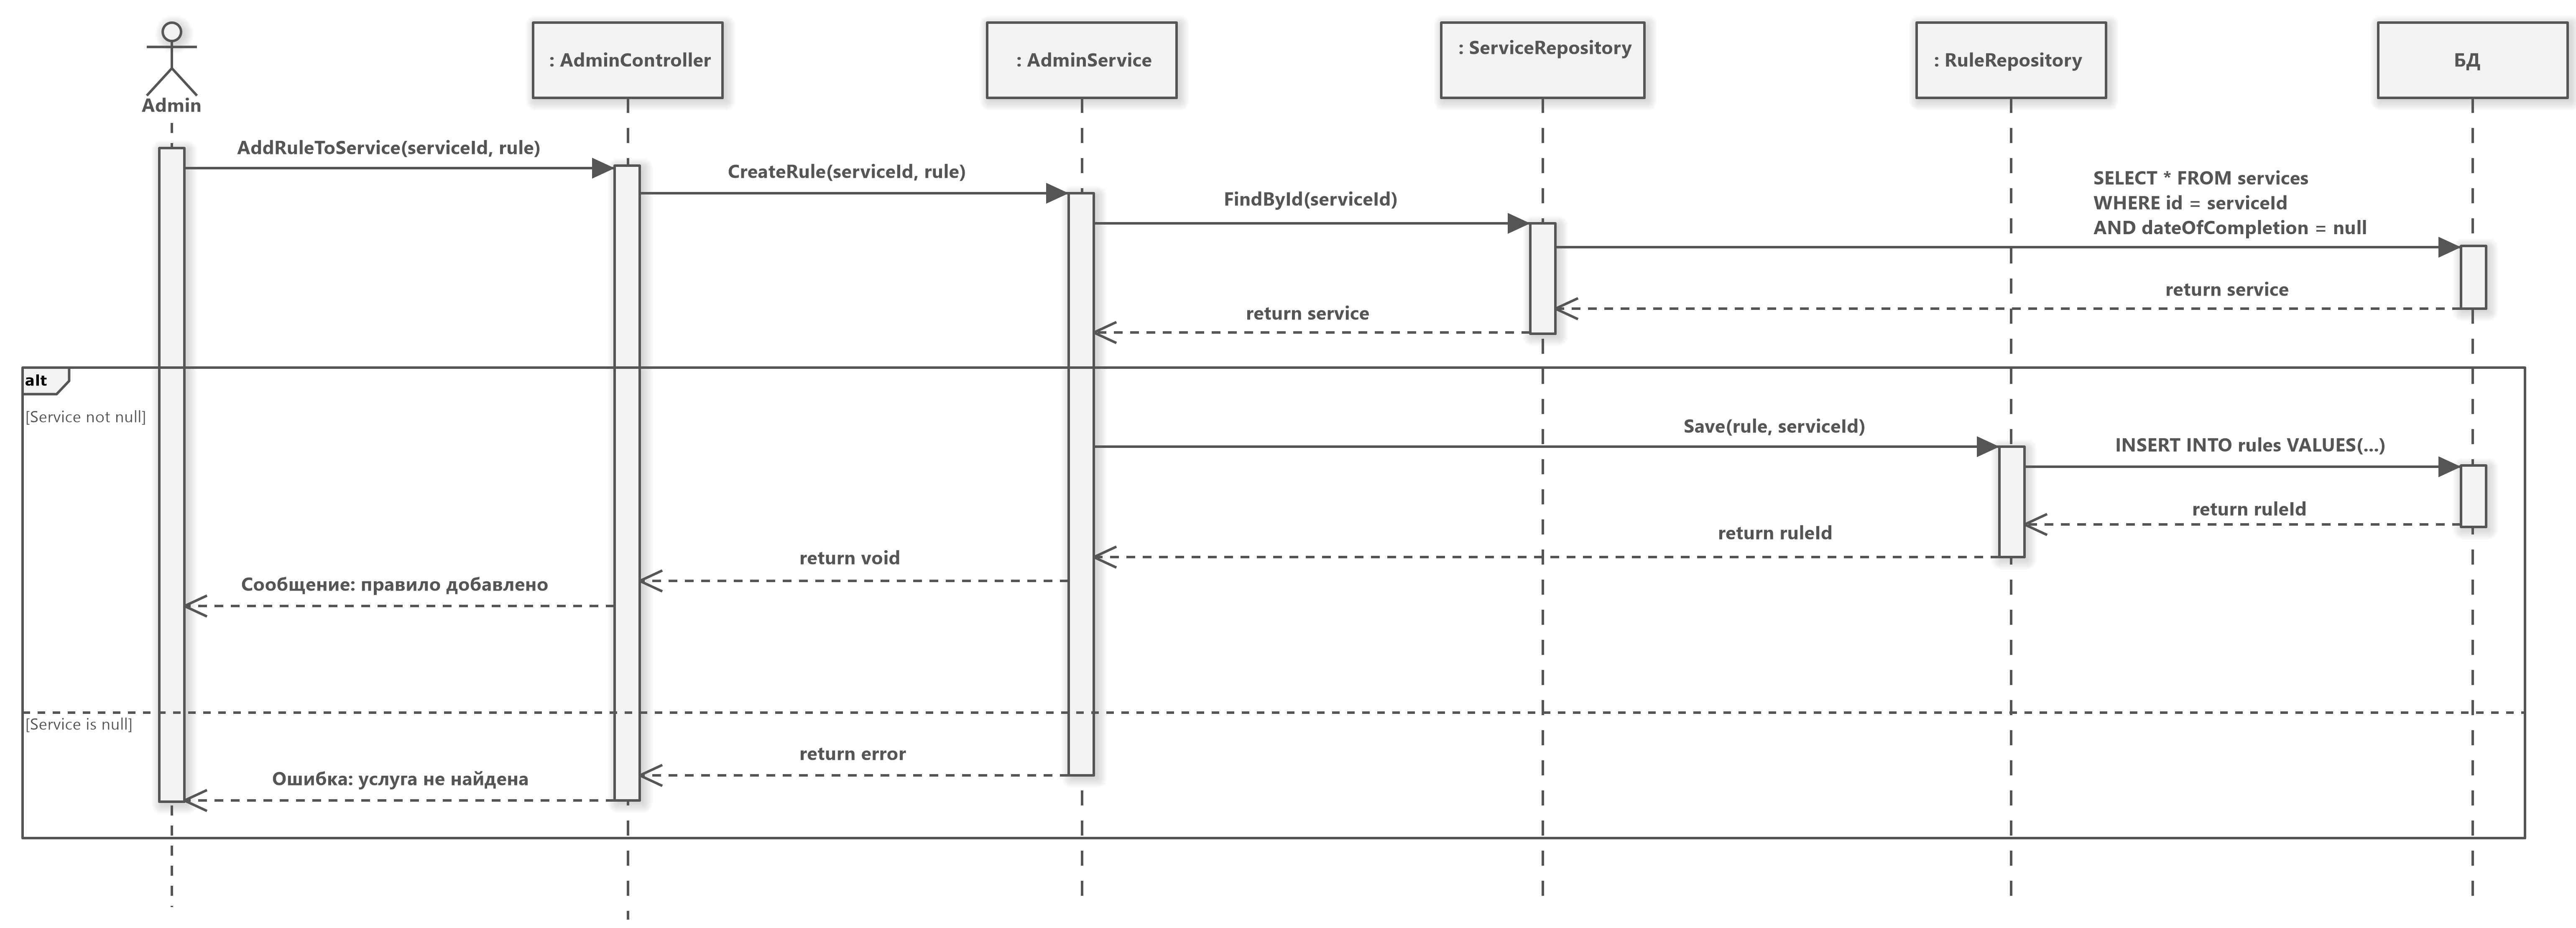 Admin
: AdminController
: AdminService
: ServiceRepository
: RuleRepository
БД
AddRuleToService(serviceId, rule)
CreateRule(serviceId, rule)
FindById(serviceId)
SELECT * FROM services
WHERE id = serviceId
AND dateOfCompletion = null
return service
return service
alt
[Service not null]
Save(rule, serviceId)
INSERT INTO rules VALUES(...)
return ruleId
return ruleId
return void
Сообщение: правило добавлено
[Service is null]
return error
Ошибка: услуга не найдена